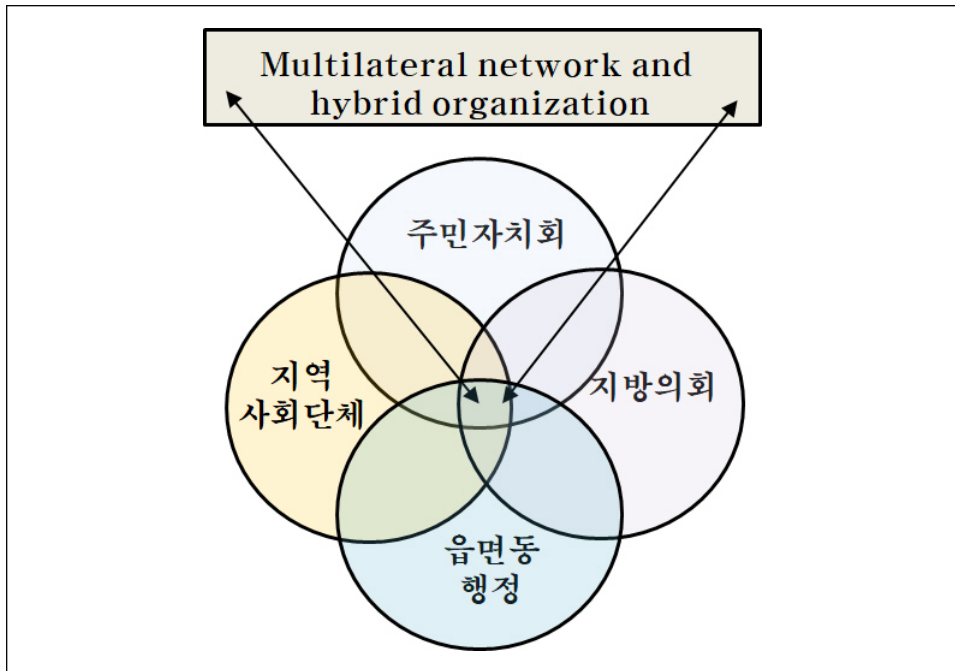 Multilateral network and
hybrid organization
주민자치회
지역
사회단체
지방의회
읍면동
행정